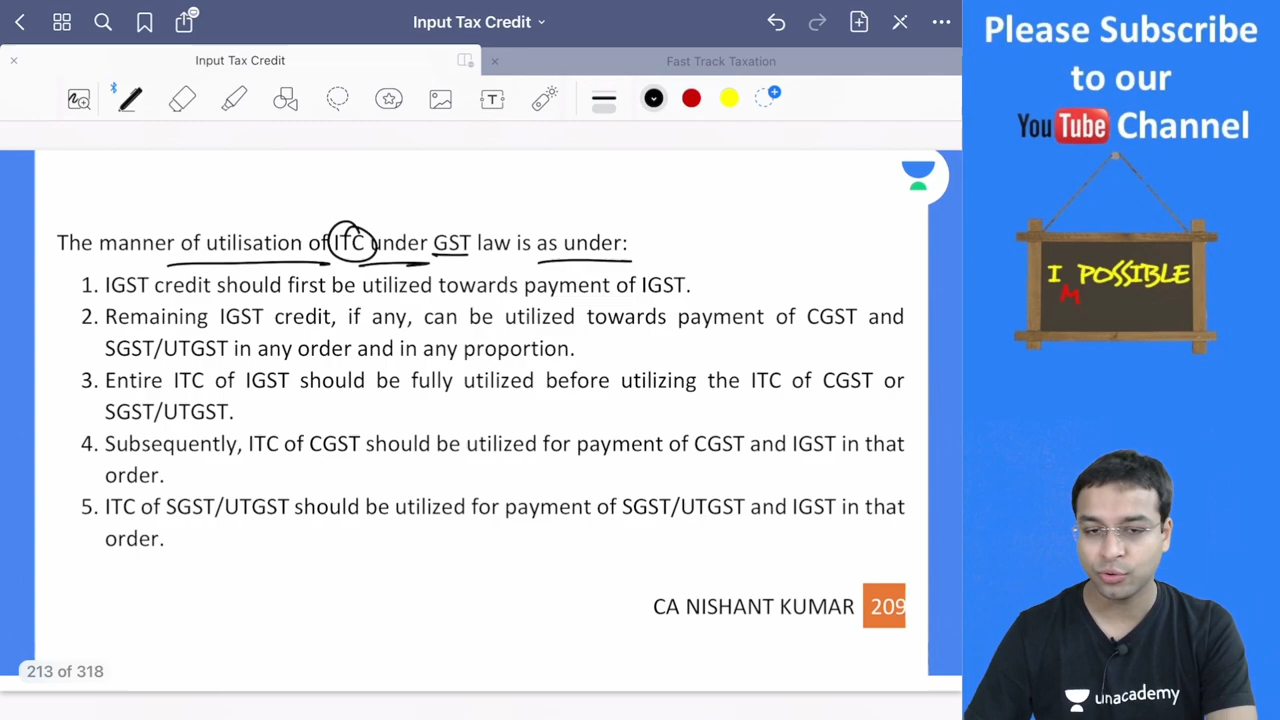 Input Tax Credit
Input Tax Credit
Fast Track Taxation
T
Please Subscribe
to our
YouTube Channel
I POSSIBLE
M
The manner of utilisation of ITC under GST law is as under:
1. IGST credit should first be utilized towards payment of IGST.
2. Remaining IGST credit, if any, can be utilized towards payment of CGST and
SGST/UTGST in any order and in any proportion.
3. Entire ITC of IGST should be fully utilized before utilizing the ITC of CGST or
SGST/UTGST.
4. Subsequently, ITC of CGST should be utilized for payment of CGST and IGST in that
order.
5. ITC of SGST/UTGST should be utilized for payment of SGST/UTGST and IGST in that
order.
CA NISHANT KUMAR 209
213 of 318
unacademy